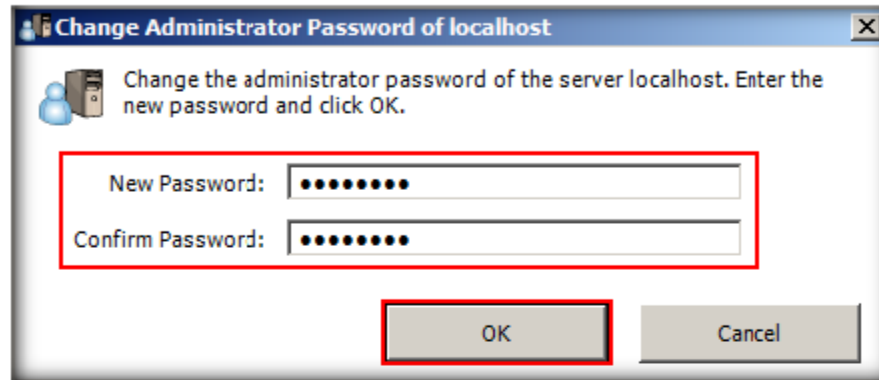 Change Administrator Password of localhost
Change the administrator password of the server localhost. Enter the
new password and click OK.
New Password: ●●●●●●●●
Confirm Password: ●●●●●●●●
OK
Cancel